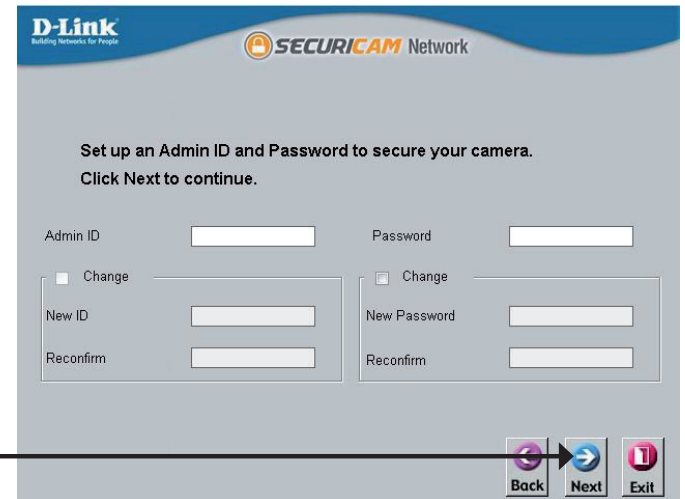 D-Link
Building Networks for People
SECURICAM Network
Set up an Admin ID and Password to secure your camera.
Click Next to continue.
Admin ID
Password
Change
Change
New ID
New Password
Reconfirm
Reconfirm
Back
Next
Exit